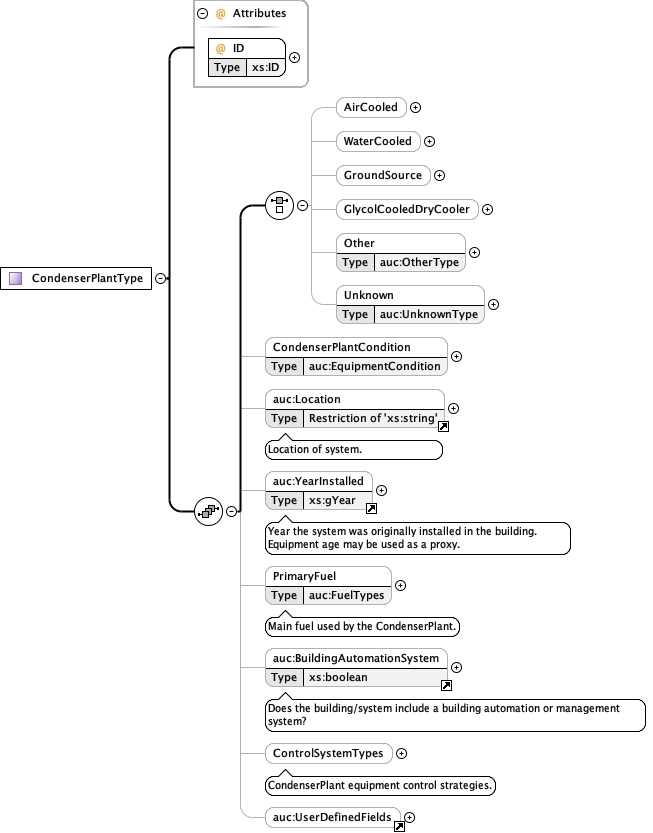 @ Attributes
@ ID
Type xs:ID
AirCooled
WaterCooled
GroundSource
GlycolCooledDryCooler
Other
Type auc:OtherType
Unknown
Type auc:UnknownType
CondenserPlantType
CondenserPlantCondition
Type auc:EquipmentCondition
auc:Location
Type Restriction of 'xs:string'
Location of system.
auc:YearInstalled
Type xs:gYear
Year the system was originally installed in the building.
Equipment age may be used as a proxy.
PrimaryFuel
Type auc:FuelTypes
Main fuel used by the CondenserPlant.
auc:BuildingAutomationSystem
Type xs:boolean
Does the building/system include a building automation or management
system?
ControlSystemTypes
CondenserPlant equipment control strategies.
auc:UserDefinedFields